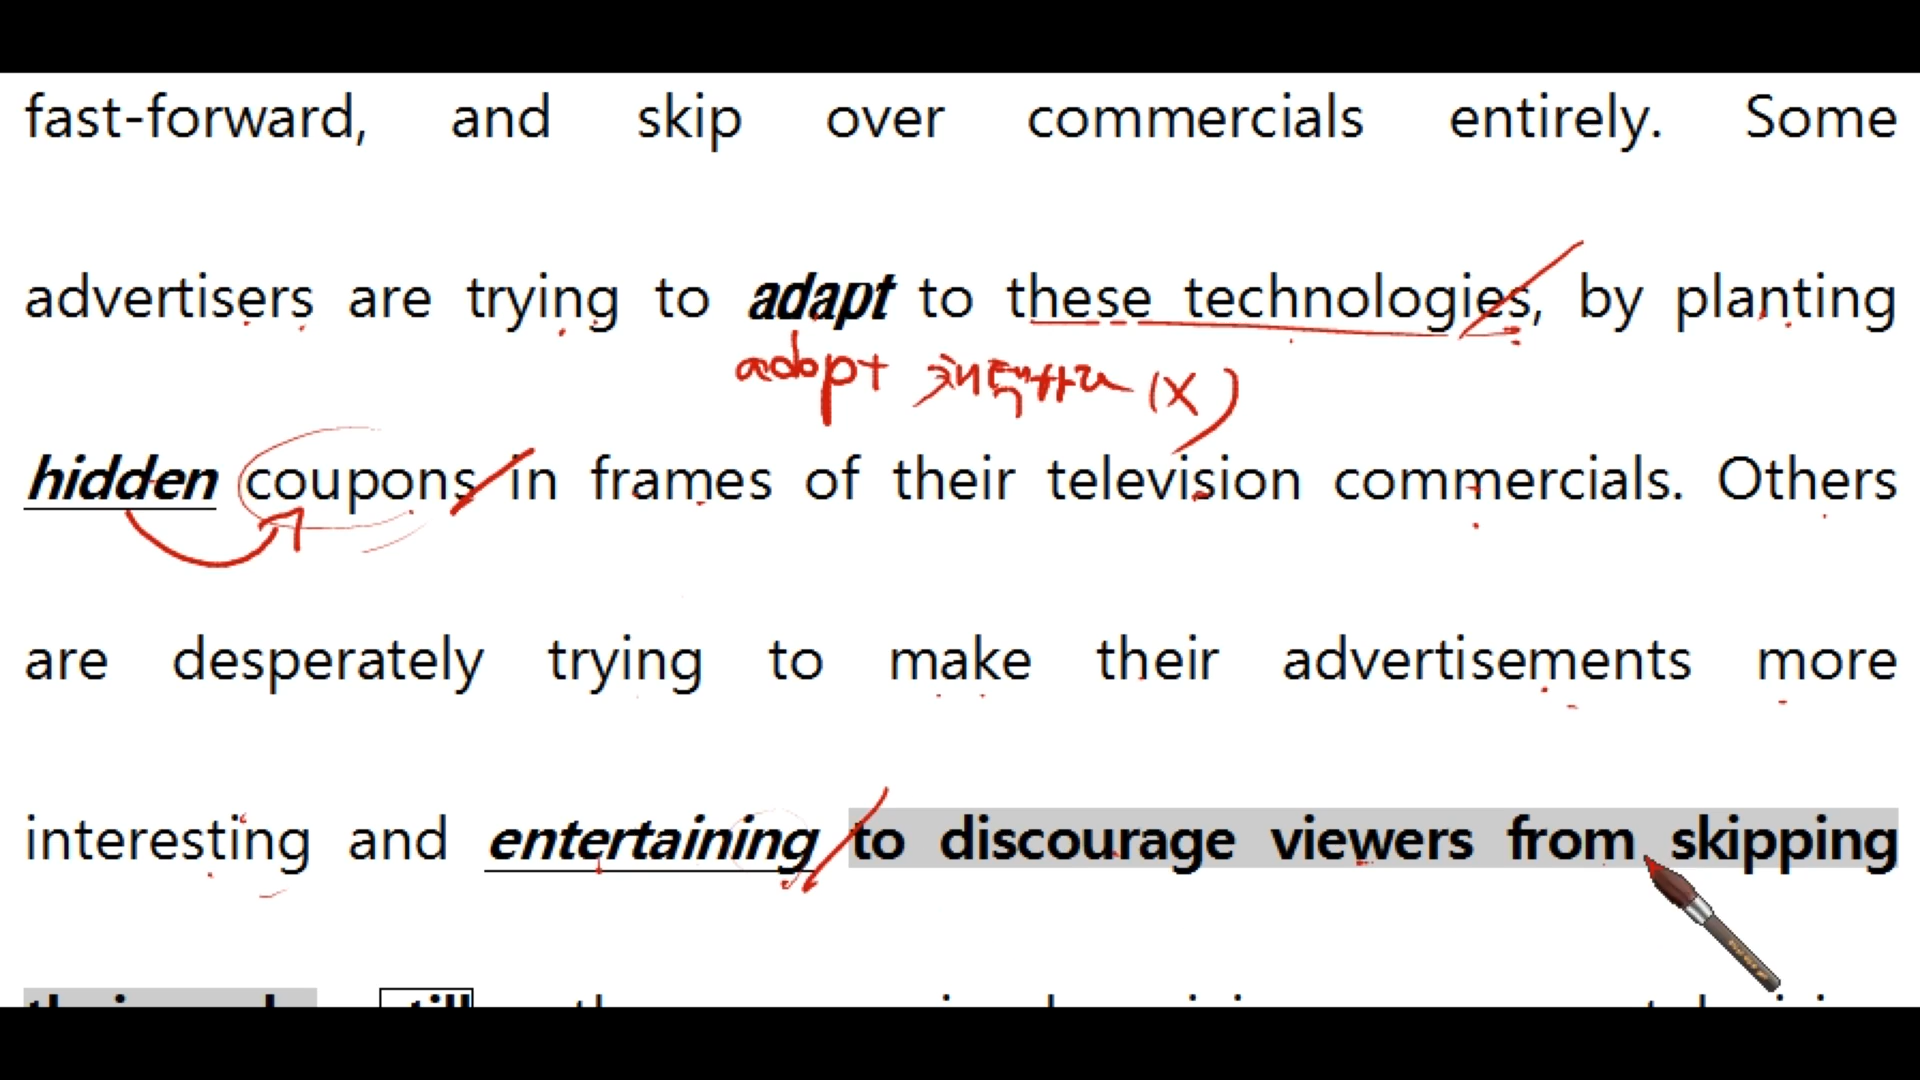 fast-forward, and skip over commercials entirely. Some
advertisers are trying to adapt to these technologies, by planting
adopt 채택하다 (X)
hidden coupons in frames of their television commercials. Others
are desperately trying to make their advertisements more
interesting and entertaining to discourage viewers from skipping